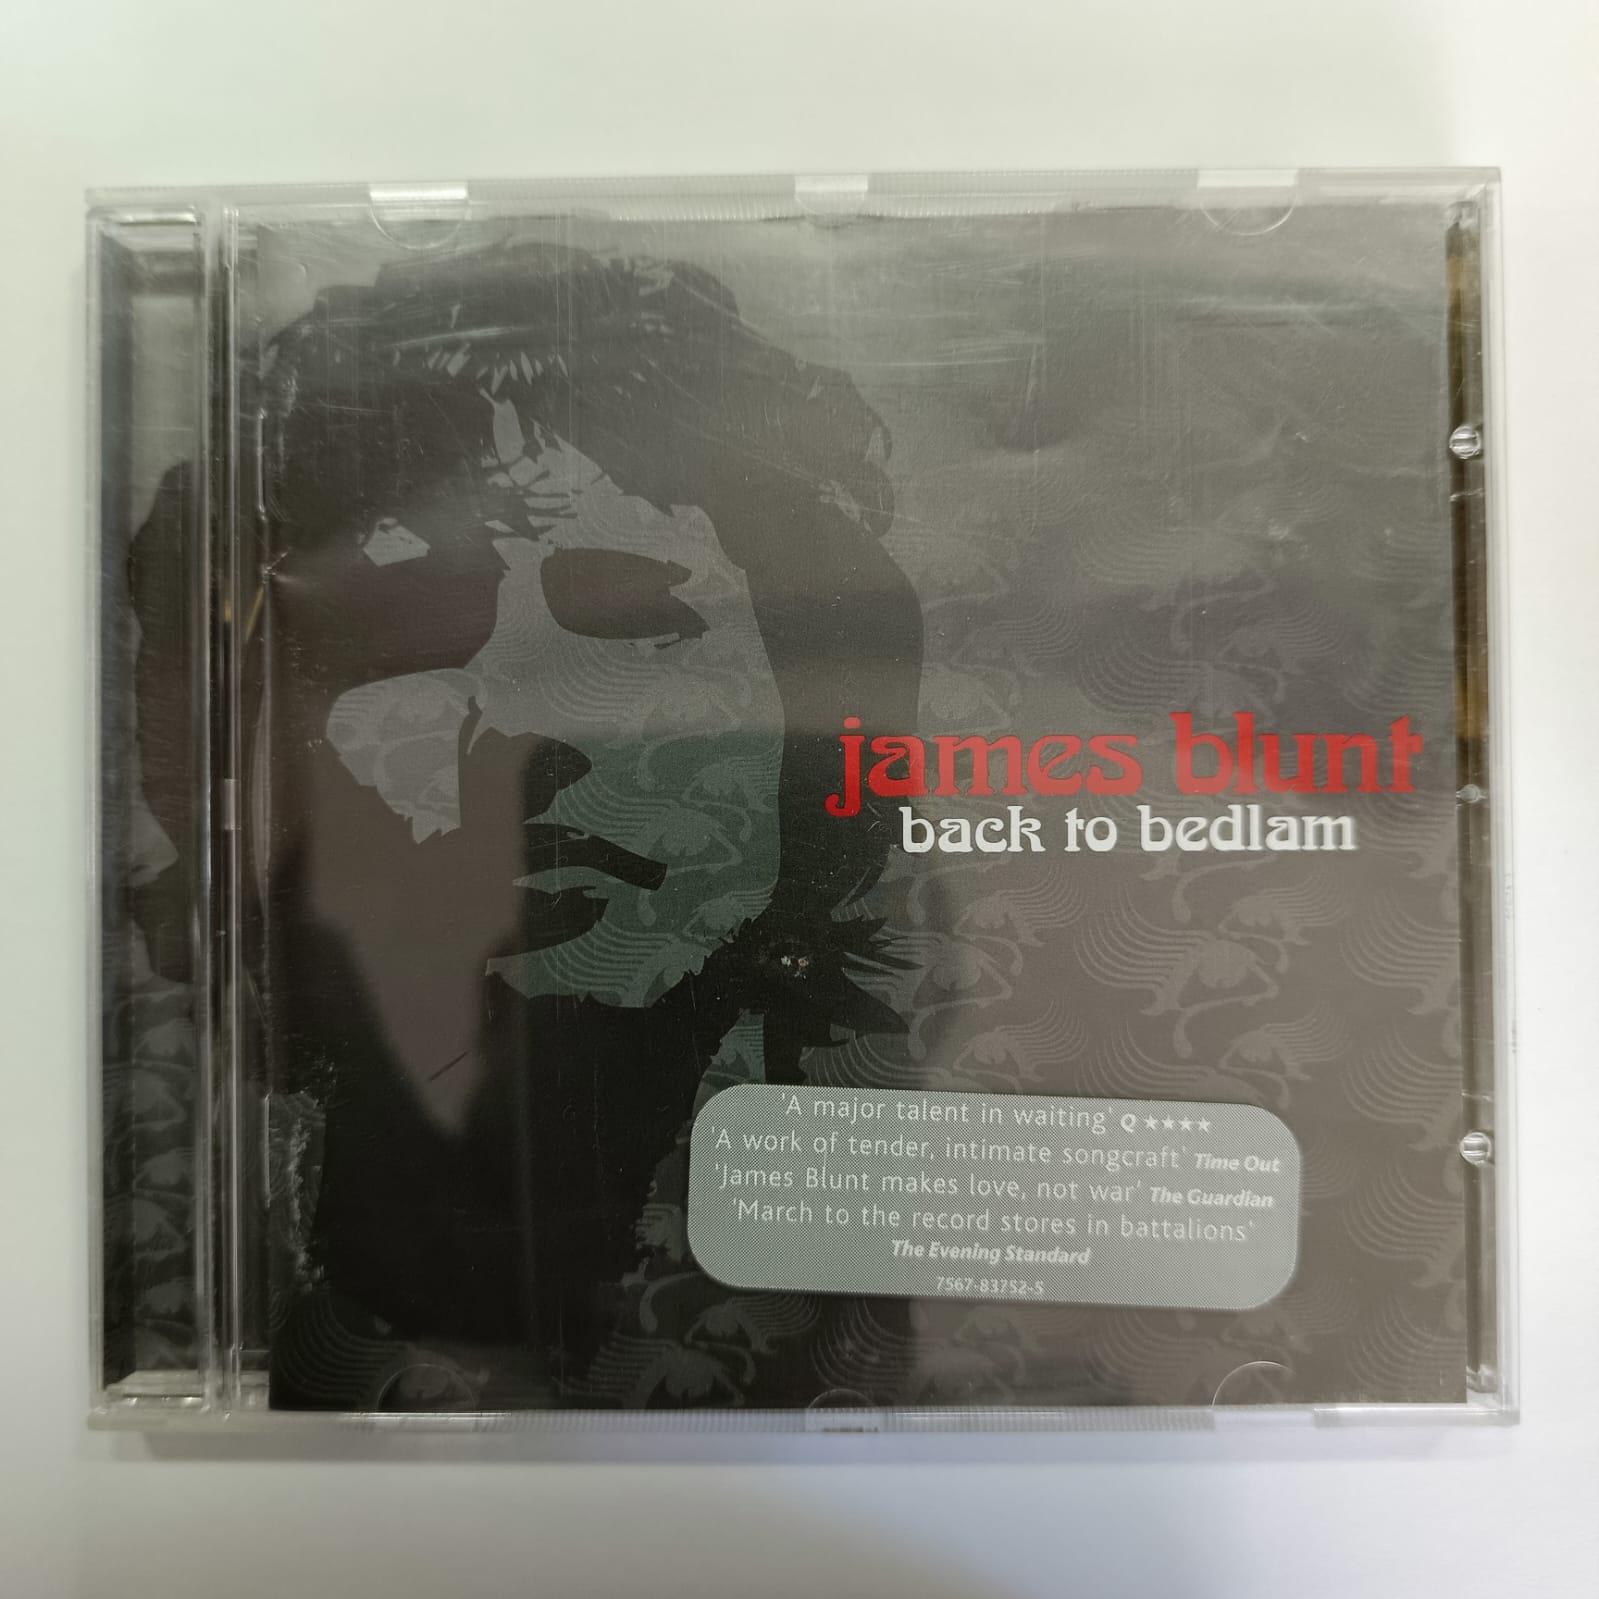 james blunt
back to bedlam
'A major talent in waiting' Q ★★★★
'A work of tender, intimate songcraft' Time Out
'James Blunt makes love, not war' The Guardian
'March to the record stores in battalions'
The Evening Standard
7567-83752-5